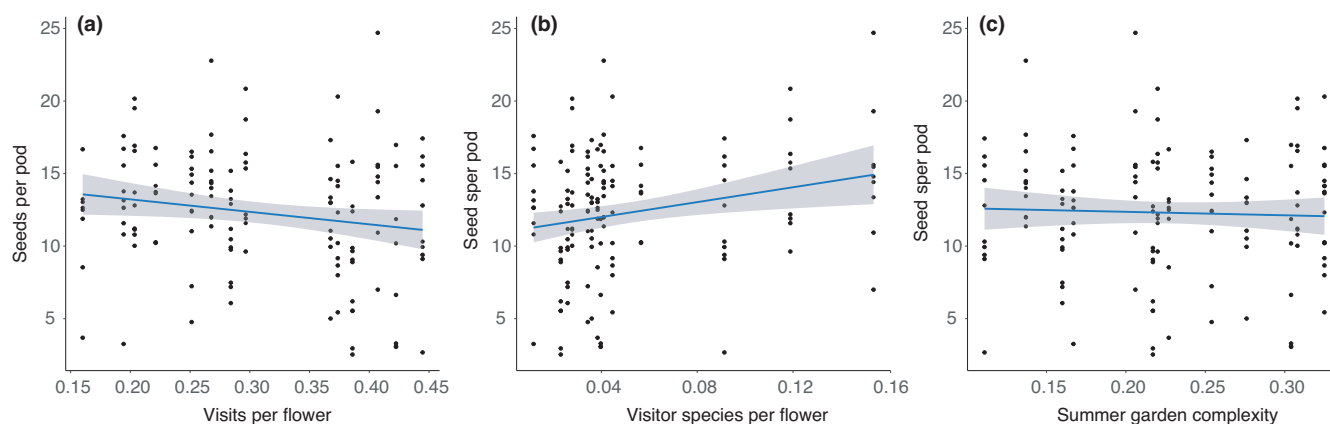 (a)
25
20
15
10
5
Seeds per pod
0.15 0.20 0.25 0.30 0.35 0.40 0.45
Visits per flower
(b)
25
20
15
10
5
Seed sper pod
0.04 0.08 0.12 0.16
Visitor species per flower
(c)
25
20
15
10
5
Seed sper pod
0.15 0.20 0.25 0.30
Summer garden complexity